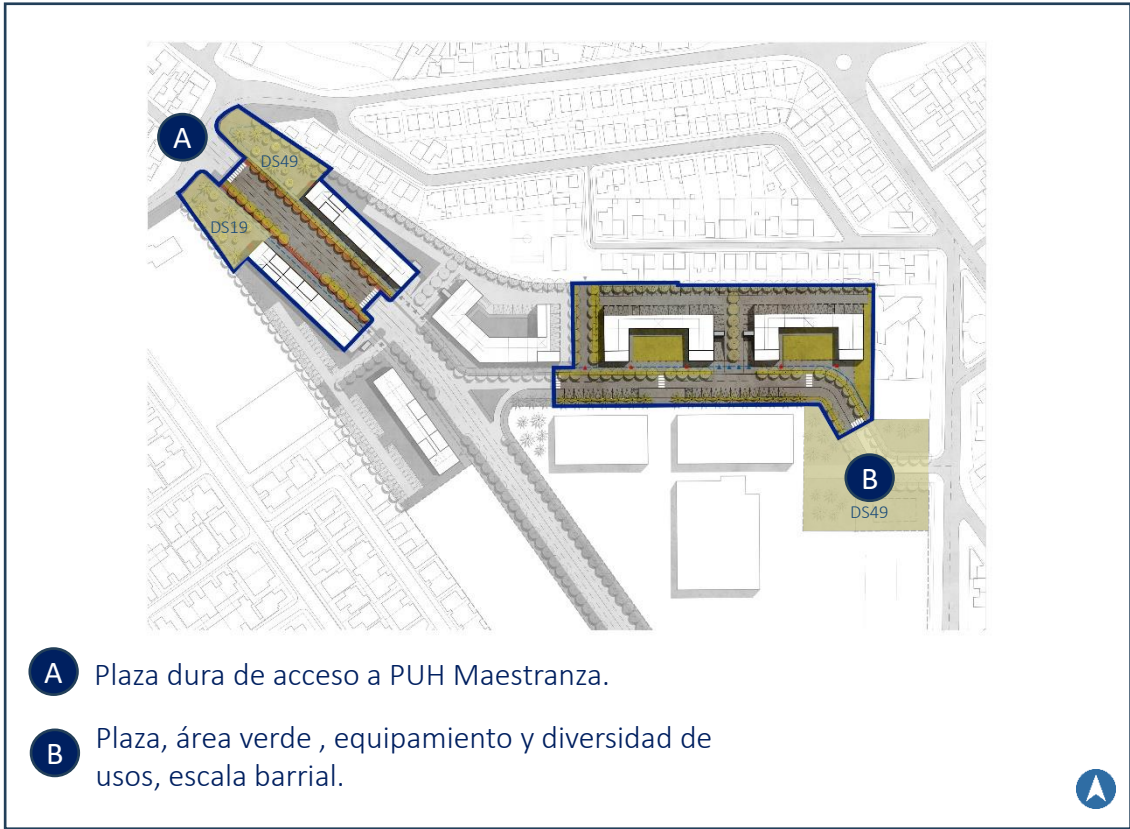 A
DS49
DS19
B
DS49
A Plaza dura de acceso a PUH Maestranza.
B Plaza, área verde , equipamiento y diversidad de
usos, escala barrial.